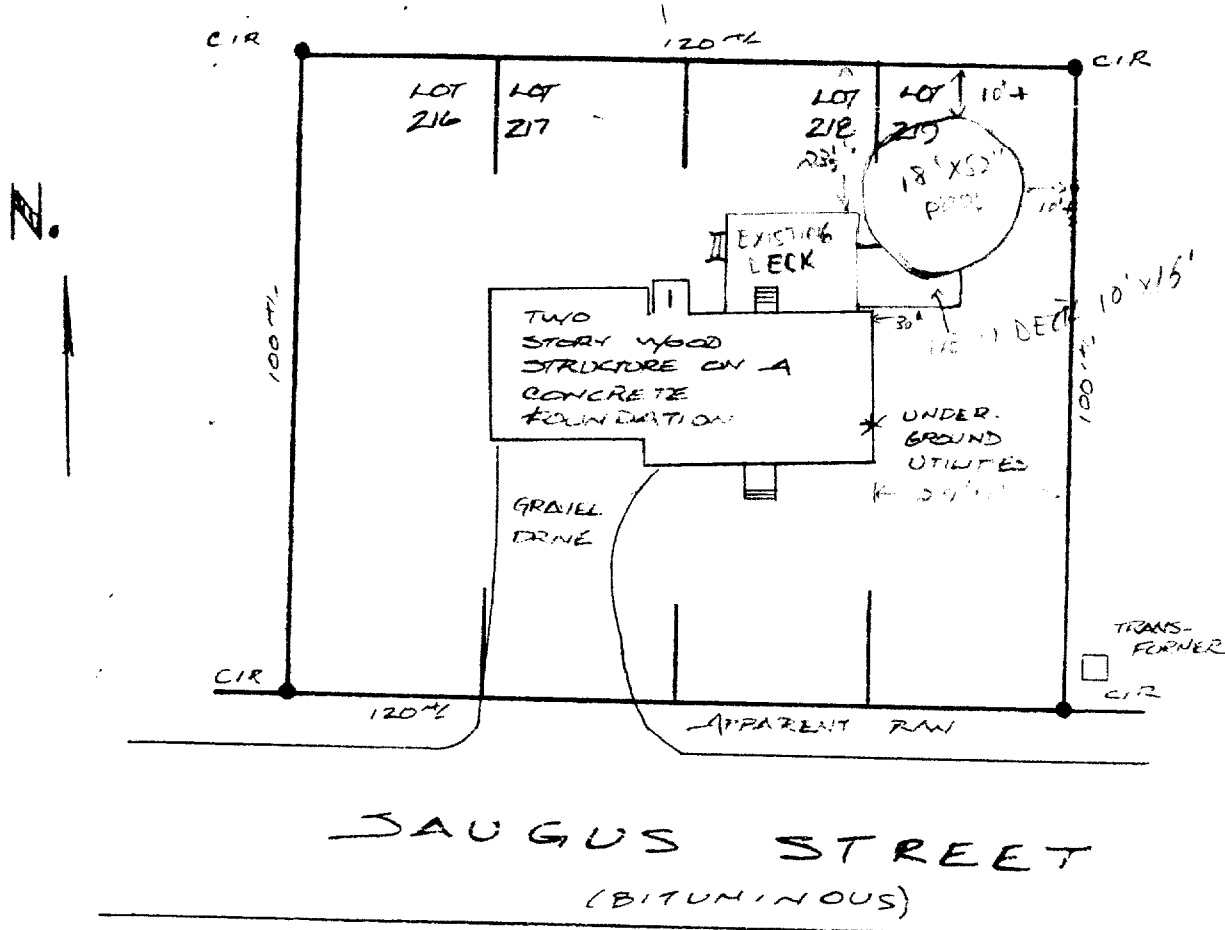 CIR
120 +/-
CIR
LOT
216
LOT
217
LOT
218
LOT
219
10'+
18' X 52"
POOL
10'+
N.
EXISTING
DECK
NEW DECK 10' x 15'
30'
100 +/-
100 +/-
TWO
STORY WOOD
STRUCTURE ON A
CONCRETE
FOUNDATION
UNDER-
GROUND
UTILITIES
GRAVEL
DRIVE
TRANS-
FORMER
CIR
CIR
120 +/-
APPARENT R/W
SAUGUS STREET
(BITUMINOUS)